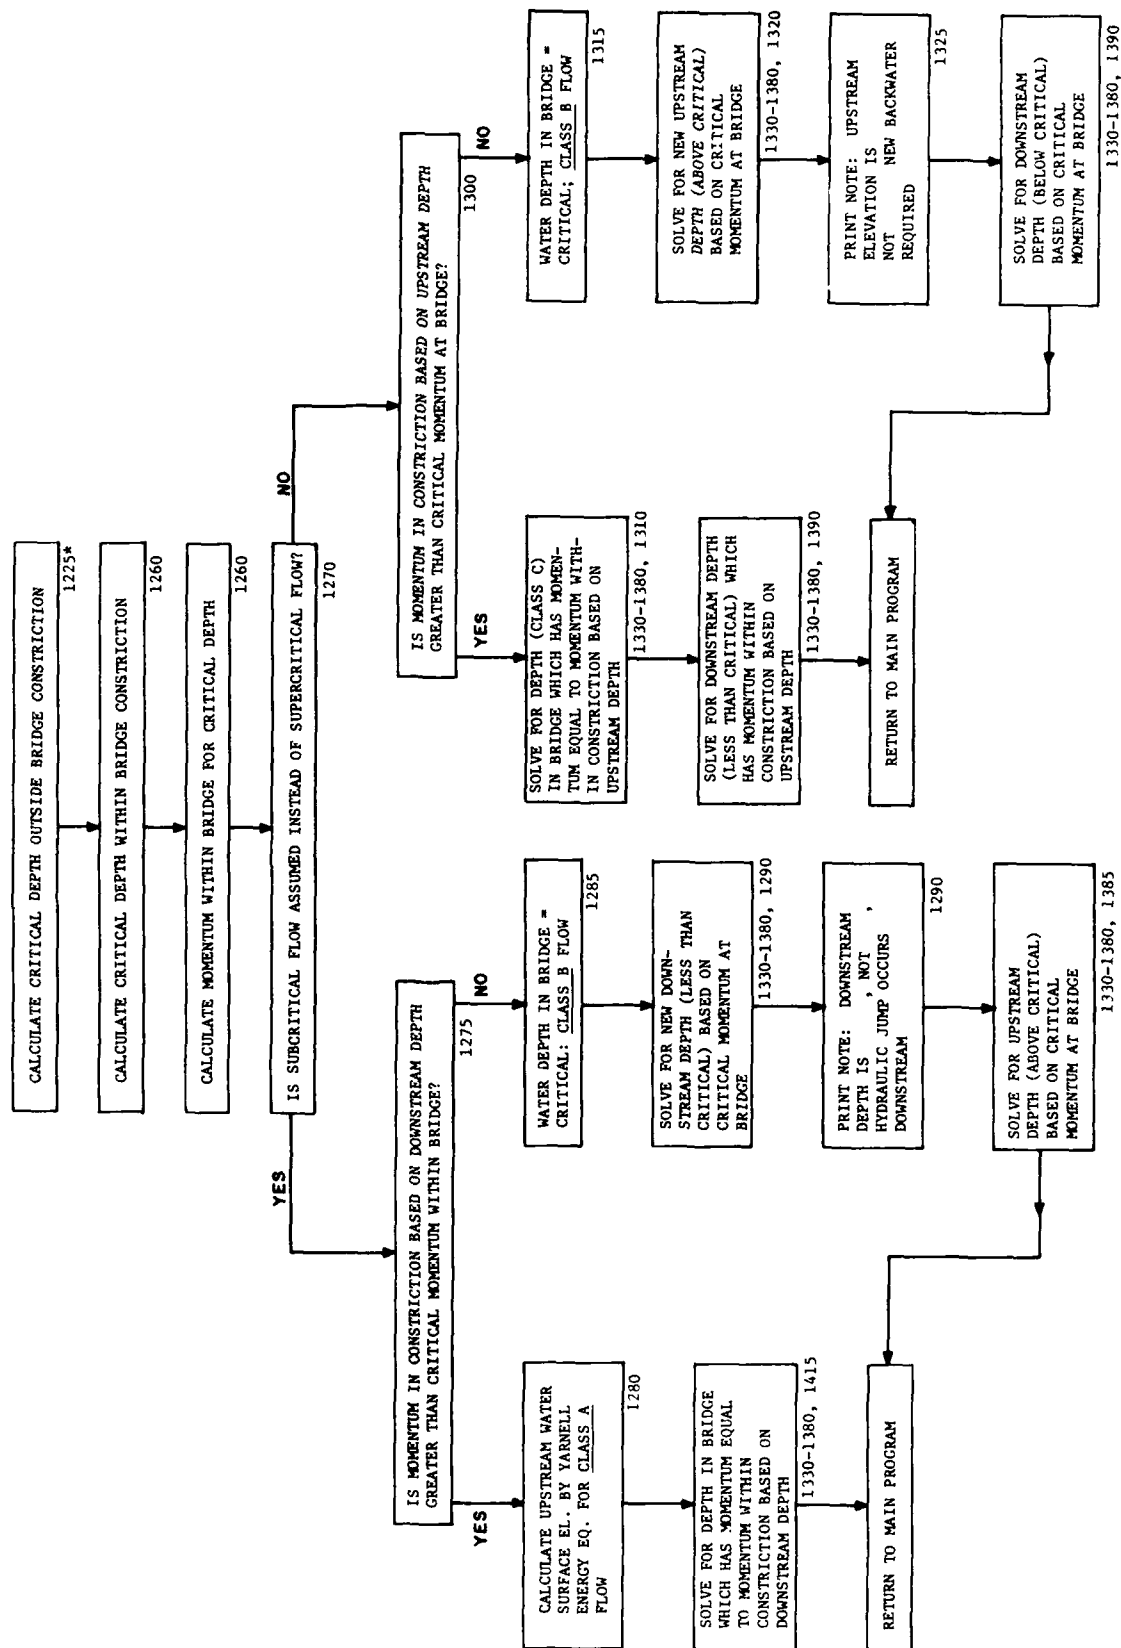 CALCULATE CRITICAL DEPTH OUTSIDE BRIDGE CONSTRICTION
1225*
CALCULATE CRITICAL DEPTH WITHIN BRIDGE CONSTRICTION
1260
CALCULATE MOMENTUM WITHIN BRIDGE FOR CRITICAL DEPTH
1260
IS SUBCRITICAL FLOW ASSUMED INSTEAD OF SUPERCRITICAL FLOW?
1270
YES
NO
IS MOMENTUM IN CONSTRICTION BASED ON DOWNSTREAM DEPTH
GREATER THAN CRITICAL MOMENTUM WITHIN BRIDGE?
1275
YES
NO
CALCULATE UPSTREAM WATER
SURFACE EL. BY YARNELL
ENERGY EQ. FOR CLASS A
FLOW
1280
SOLVE FOR DEPTH IN BRIDGE
WHICH HAS MOMENTUM EQUAL
TO MOMENTUM WITHIN
CONSTRICTION BASED ON
DOWNSTREAM DEPTH
1330-1380, 1415
RETURN TO MAIN PROGRAM
WATER DEPTH IN BRIDGE =
CRITICAL: CLASS B FLOW
1285
SOLVE FOR NEW DOWN-
STREAM DEPTH (LESS THAN
CRITICAL) BASED ON
CRITICAL MOMENTUM AT
BRIDGE
1330-1380, 1290
PRINT NOTE: DOWNSTREAM
DEPTH IS , NOT ,
HYDRAULIC JUMP OCCURS
DOWNSTREAM
1290
SOLVE FOR UPSTREAM
DEPTH (ABOVE CRITICAL)
BASED ON CRITICAL
MOMENTUM AT BRIDGE
1330-1380, 1385
IS MOMENTUM IN CONSTRICTION BASED ON UPSTREAM DEPTH
GREATER THAN CRITICAL MOMENTUM AT BRIDGE?
1300
YES
NO
SOLVE FOR DEPTH (CLASS C)
IN BRIDGE WHICH HAS MOMEN-
TUM EQUAL TO MOMENTUM WITH-
IN CONSTRICTION BASED ON
UPSTREAM DEPTH
1330-1380, 1310
SOLVE FOR DOWNSTREAM DEPTH
(LESS THAN CRITICAL) WHICH
HAS MOMENTUM WITHIN
CONSTRICTION BASED ON
UPSTREAM DEPTH
1330-1380, 1390
RETURN TO MAIN PROGRAM
WATER DEPTH IN BRIDGE =
CRITICAL; CLASS B FLOW
1315
SOLVE FOR NEW UPSTREAM
DEPTH (ABOVE CRITICAL)
BASED ON CRITICAL
MOMENTUM AT BRIDGE
1330-1380, 1320
PRINT NOTE: UPSTREAM
ELEVATION IS
NOT NEW BACKWATER
REQUIRED
1325
SOLVE FOR DOWNSTREAM
DEPTH (BELOW CRITICAL)
BASED ON CRITICAL
MOMENTUM AT BRIDGE
1330-1380, 1390